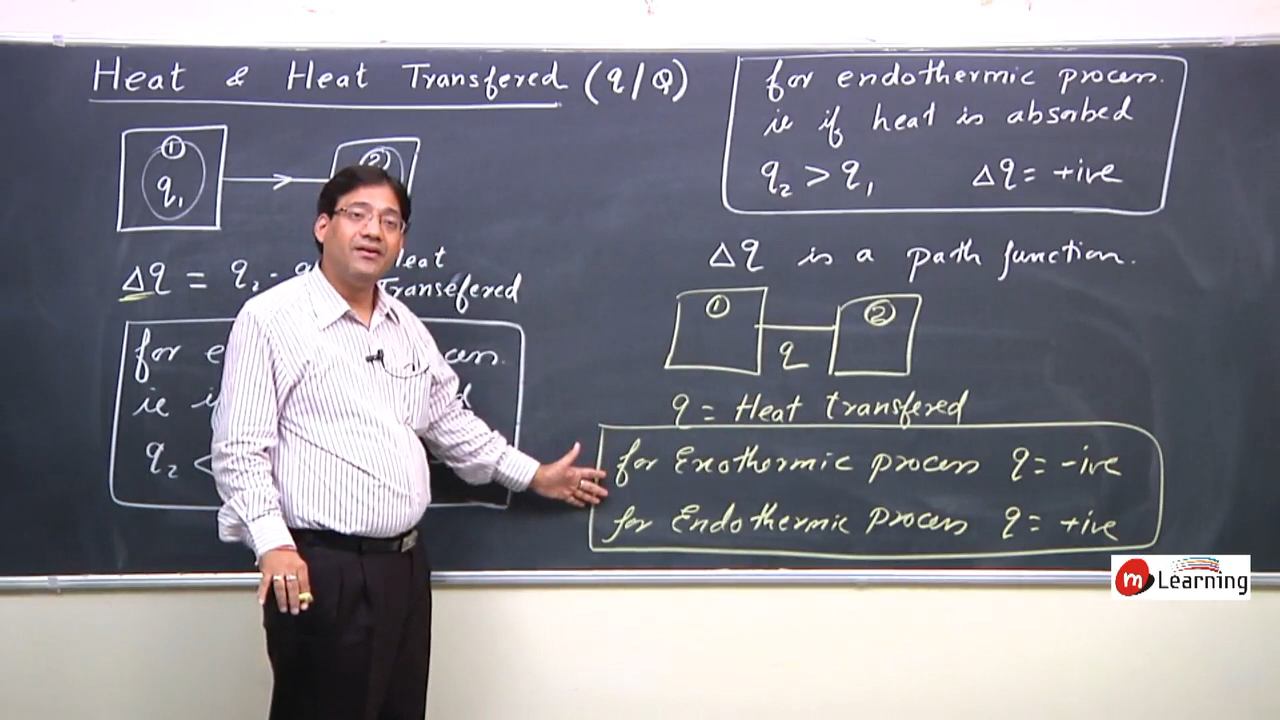 Heat & Heat Transfered (q/Q)
① ②
q₁
Δq = q₂ - Heat
Transefered
for e cess.
ie i
q₂ <
for endothermic process.
ie if heat is absorbed
q₂ > q₁ Δq = +ive
Δq is a path function.
① ②
q
q = Heat transfered
for Exothermic process q = -ive
for Endothermic process q = +ive
m Learning